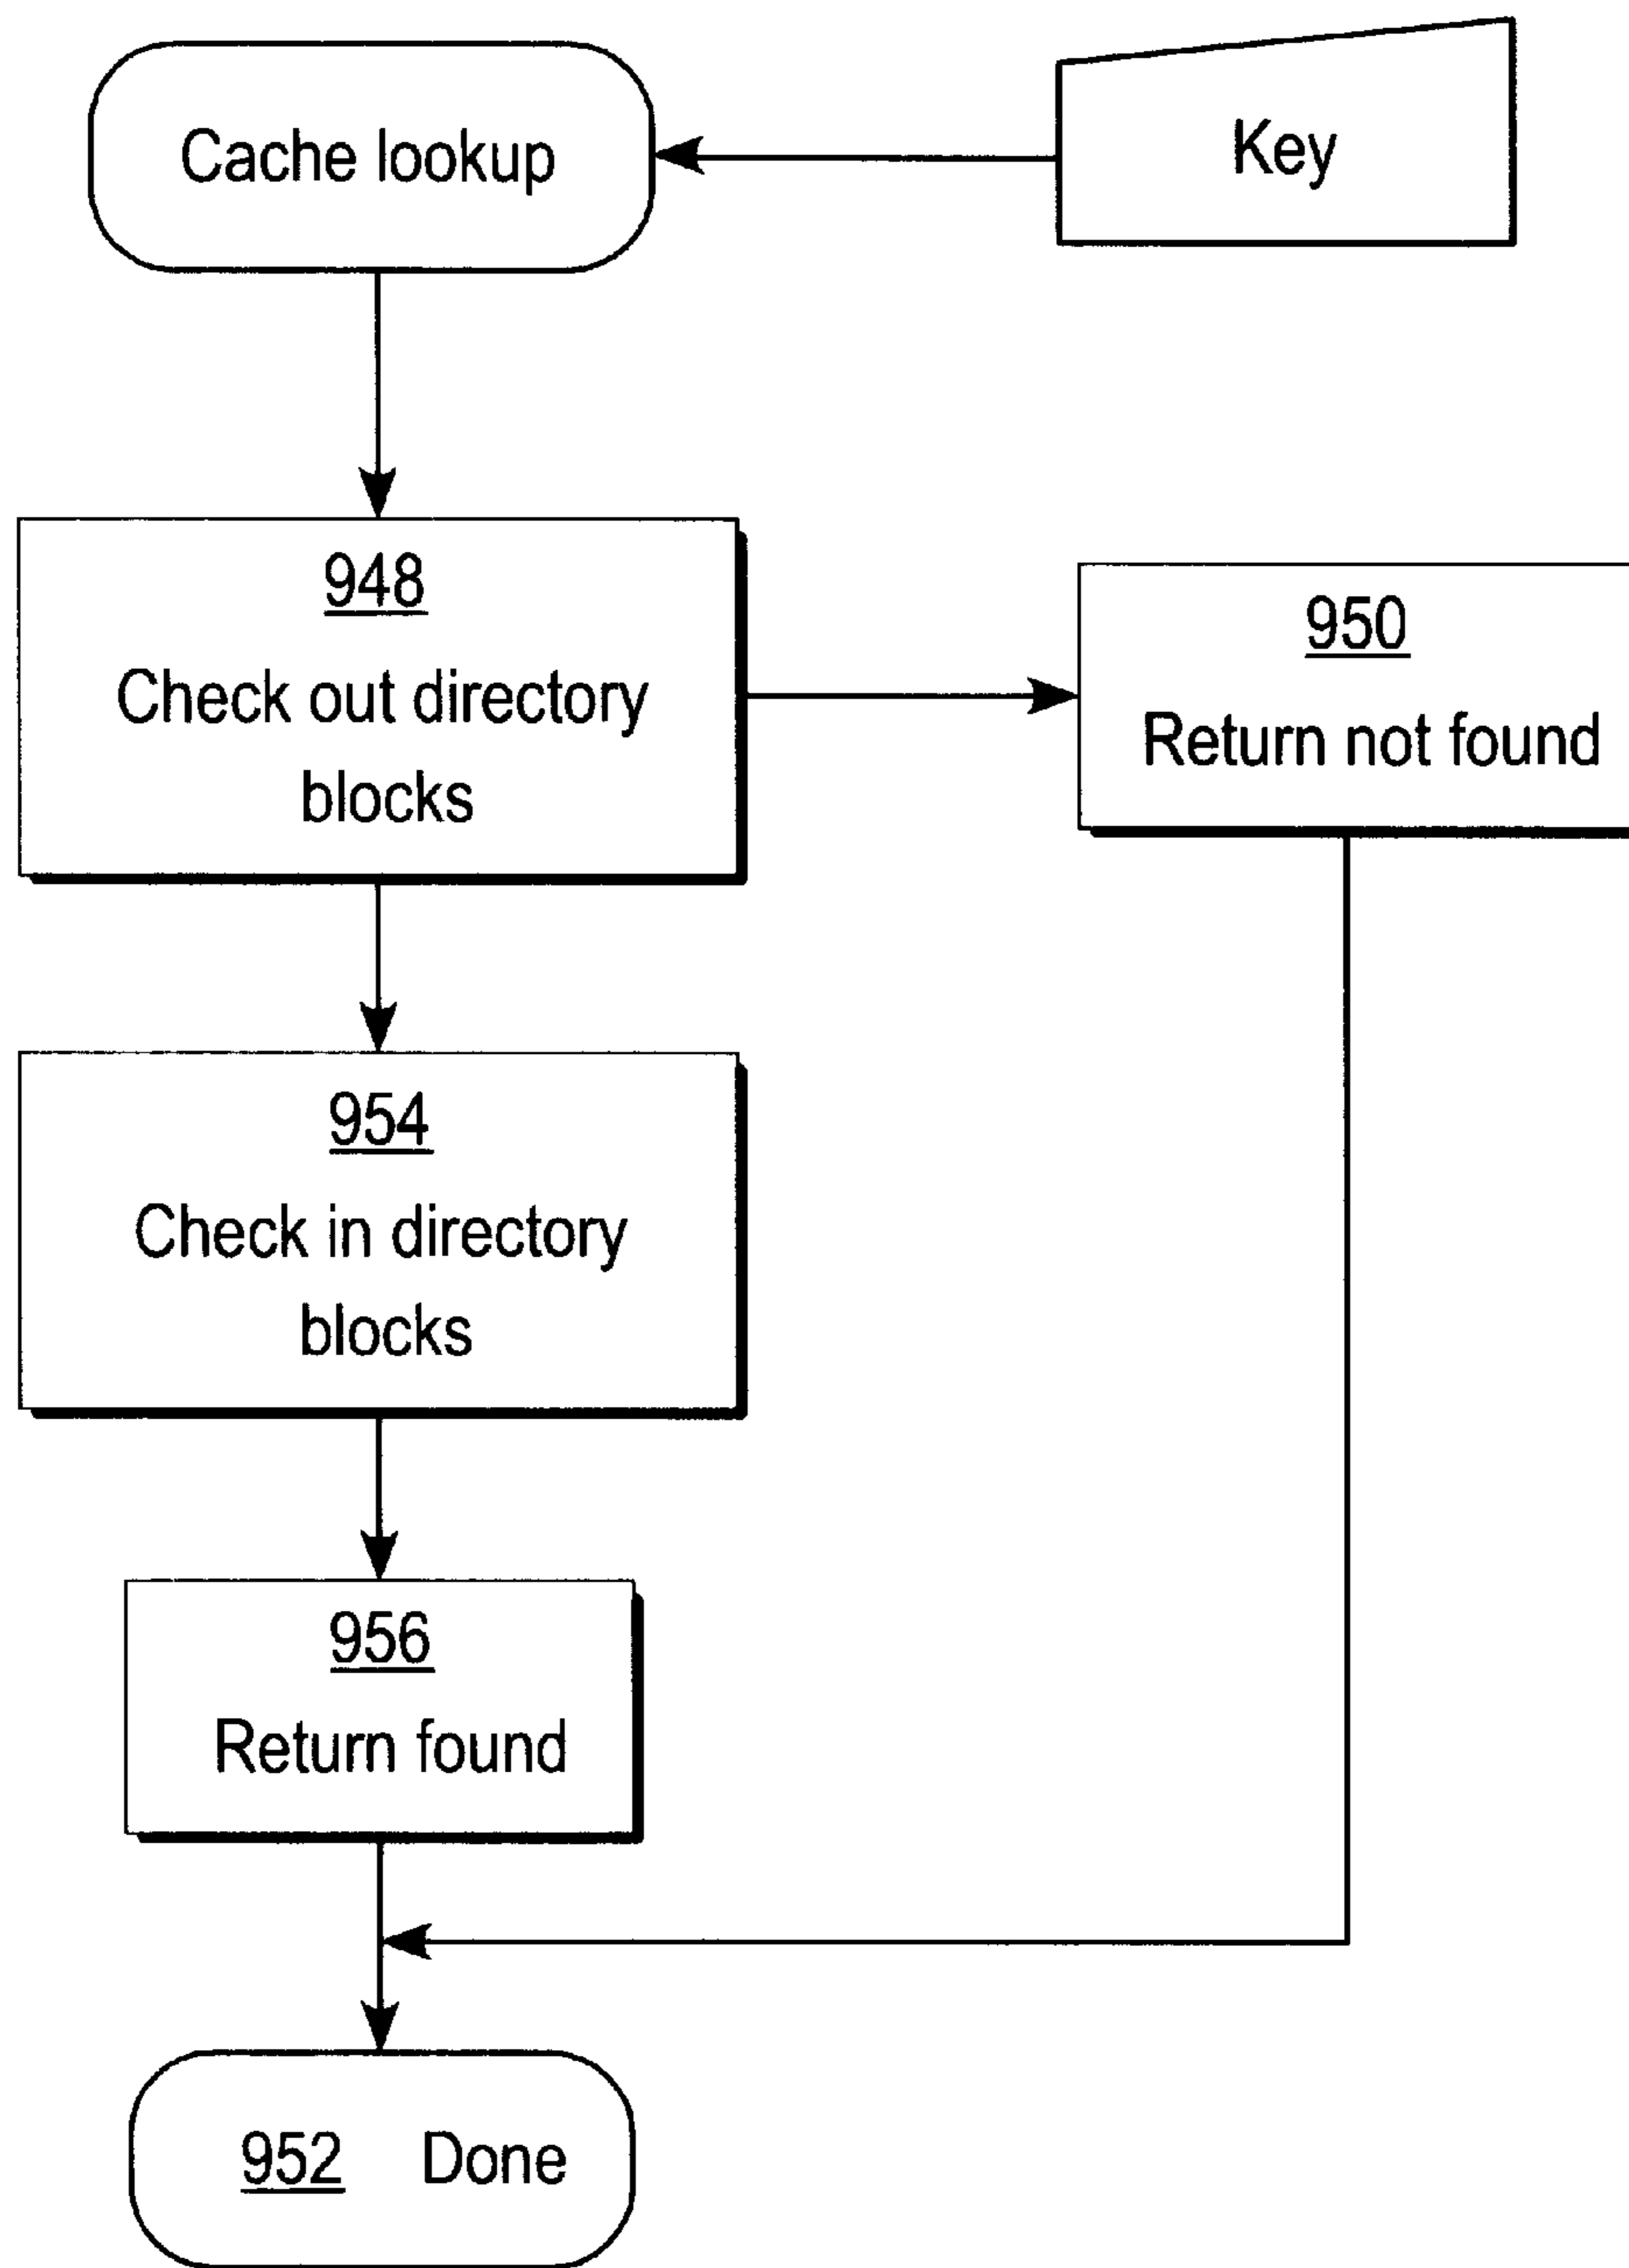 Cache lookup
Key
948
Check out directory
blocks
950
Return not found
954
Check in directory
blocks
956
Return found
952 Done